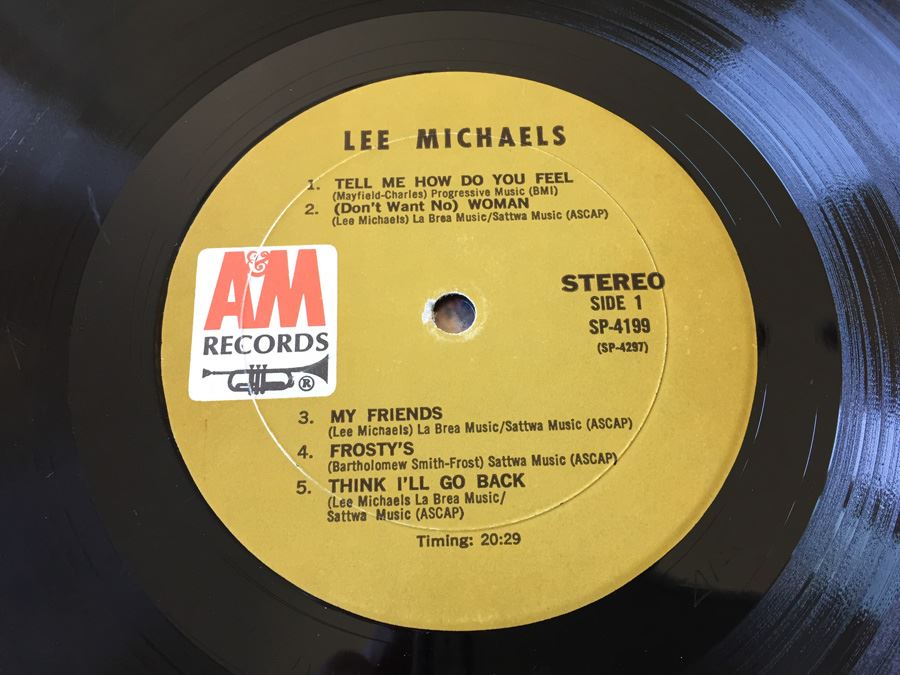 LEE MICHAELS
1. TELL ME HOW DO YOU FEEL
(Mayfield-Charles) Progressive Music (BMI)
2. (Don't Want No) WOMAN
(Lee Michaels) La Brea Music/Sattwa Music (ASCAP)
A&M
RECORDS
®
STEREO
SIDE 1
SP-4199
(SP-4297)
3. MY FRIENDS
(Lee Michaels) La Brea Music/Sattwa Music (ASCAP)
4. FROSTY'S
(Bartholomew Smith-Frost) Sattwa Music (ASCAP)
5. THINK I'LL GO BACK
(Lee Michaels La Brea Music/
Sattwa Music (ASCAP)
Timing: 20:29